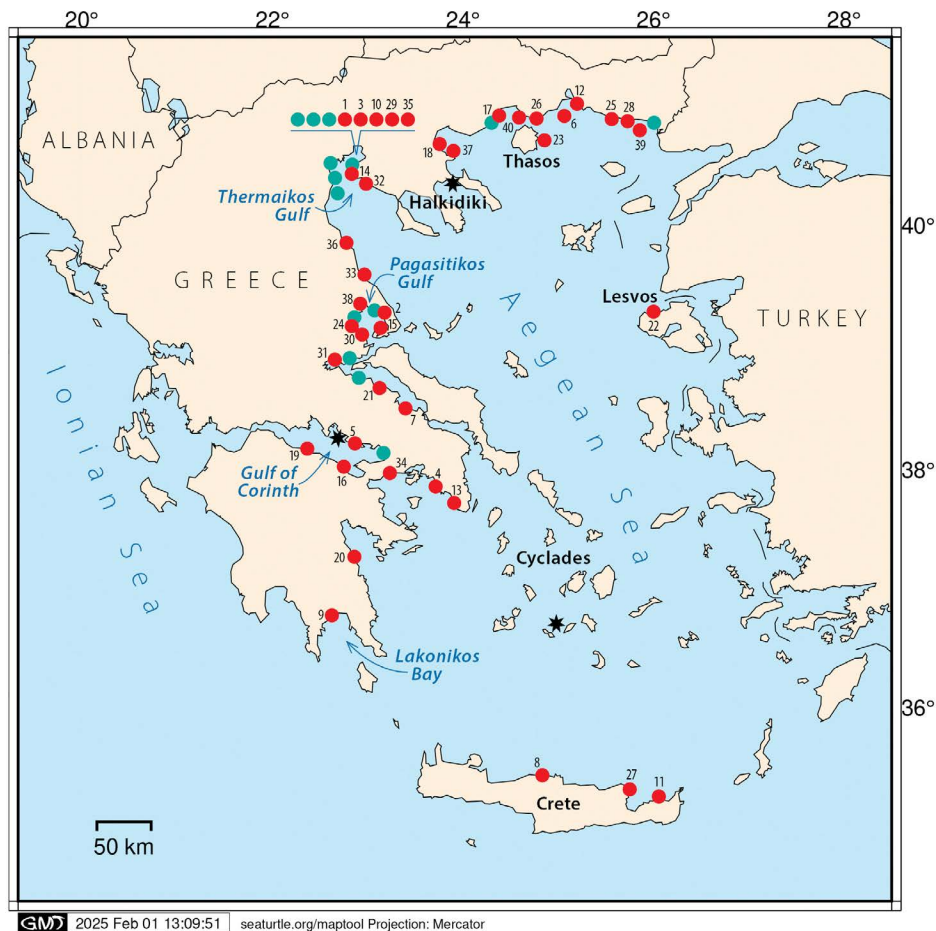 20° 22° 24° 26° 28°
ALBANIA
1 3 10 29 35
17 40 26 12 6 25 28 39
23
Thasos
18 37
14
32
Thermaikos
Gulf
Halkidiki
40°
36
GREECE
Pagasitikos
Gulf
33
38 2
24 15
30
Aegean Sea
Lesvos
22
TURKEY
31
21
7
Ionian Sea
5
19
Gulf of
Corinth
16
34 4
13
38°
20
Cyclades
9
Lakonikos
Bay
36°
8 27 11
Crete
50 km
GMT 2025 Feb 01 13:09:51 seaturtle.org/maptool Projection: Mercator